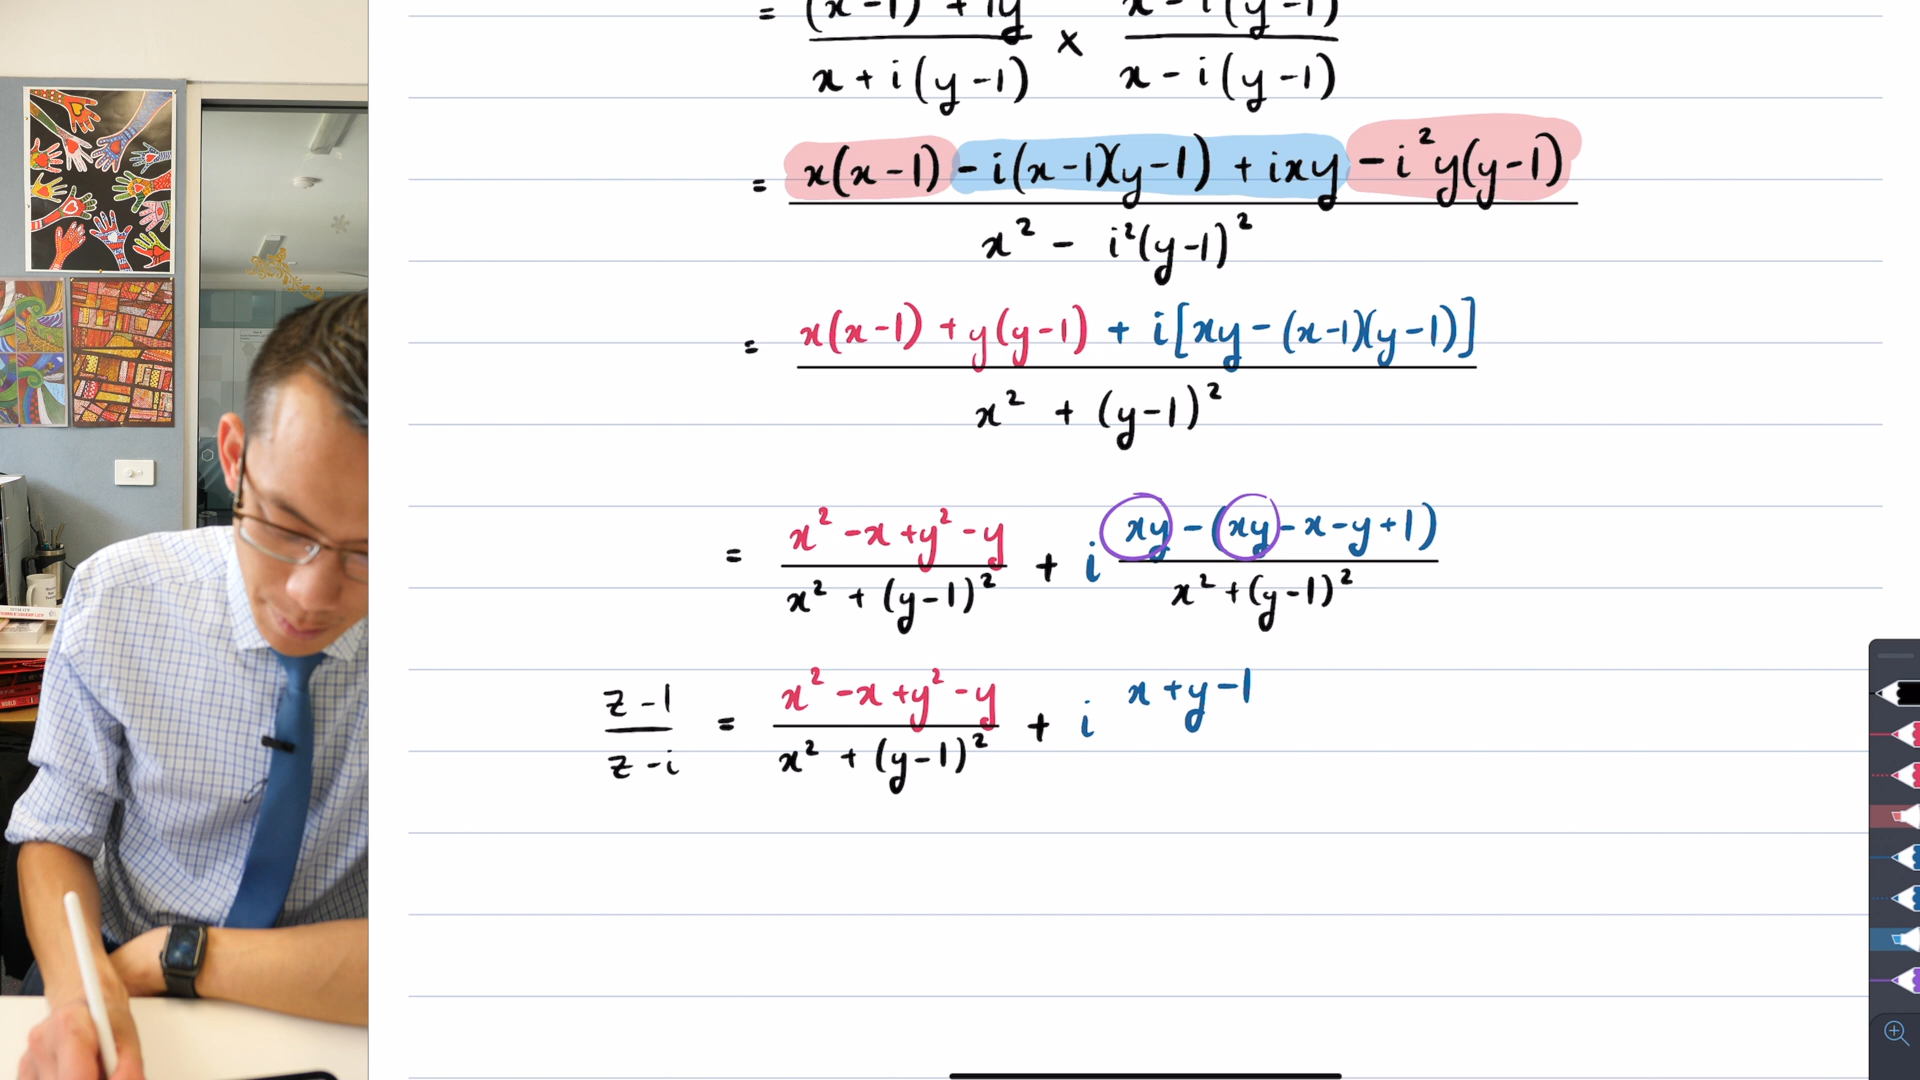 = (x-1) + iy / x + i(y-1) × x - i(y-1) / x - i(y-1)
= x(x-1) - i(x-1)(y-1) + ixy - i²y(y-1) / x² - i²(y-1)²
= x(x-1) + y(y-1) + i[xy - (x-1)(y-1)] / x² + (y-1)²
= x² - x + y² - y / x² + (y-1)² + i xy - (xy - x - y + 1) / x² + (y-1)²
z - 1 / z - i = x² - x + y² - y / x² + (y-1)² + i x + y - 1